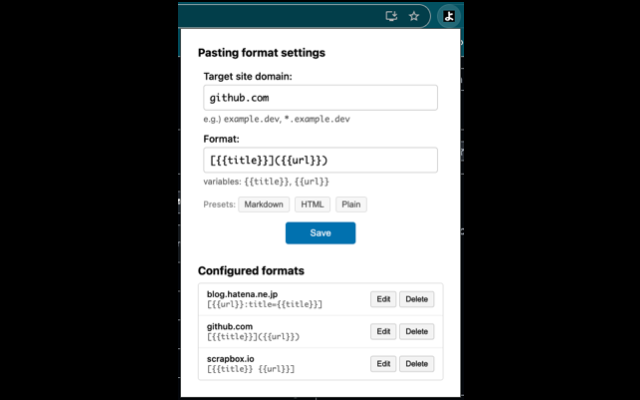 よ
Pasting format settings
Target site domain:
github.com
e.g.) example.dev, *.example.dev
Format:
[{{title}}]({{url}})
variables: {{title}}, {{url}}
Presets: Markdown HTML Plain
Save
Configured formats
blog.hatena.ne.jp
[{{url}}:title={{title}}]
Edit Delete
github.com
[{{title}}]({{url}})
Edit Delete
scrapbox.io
[{{title}} {{url}}]
Edit Delete